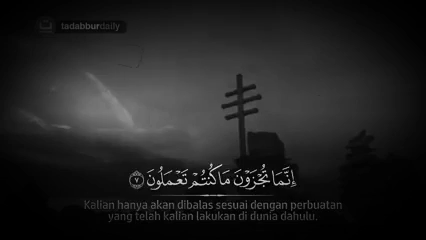 tadabburdaily
إِنَّمَا تُجْزَوْنَ مَا كُنتُمْ تَعْمَلُونَ ٧
Kalian hanya akan dibalas sesuai dengan perbuatan
yang telah kalian lakukan di dunia dahulu.